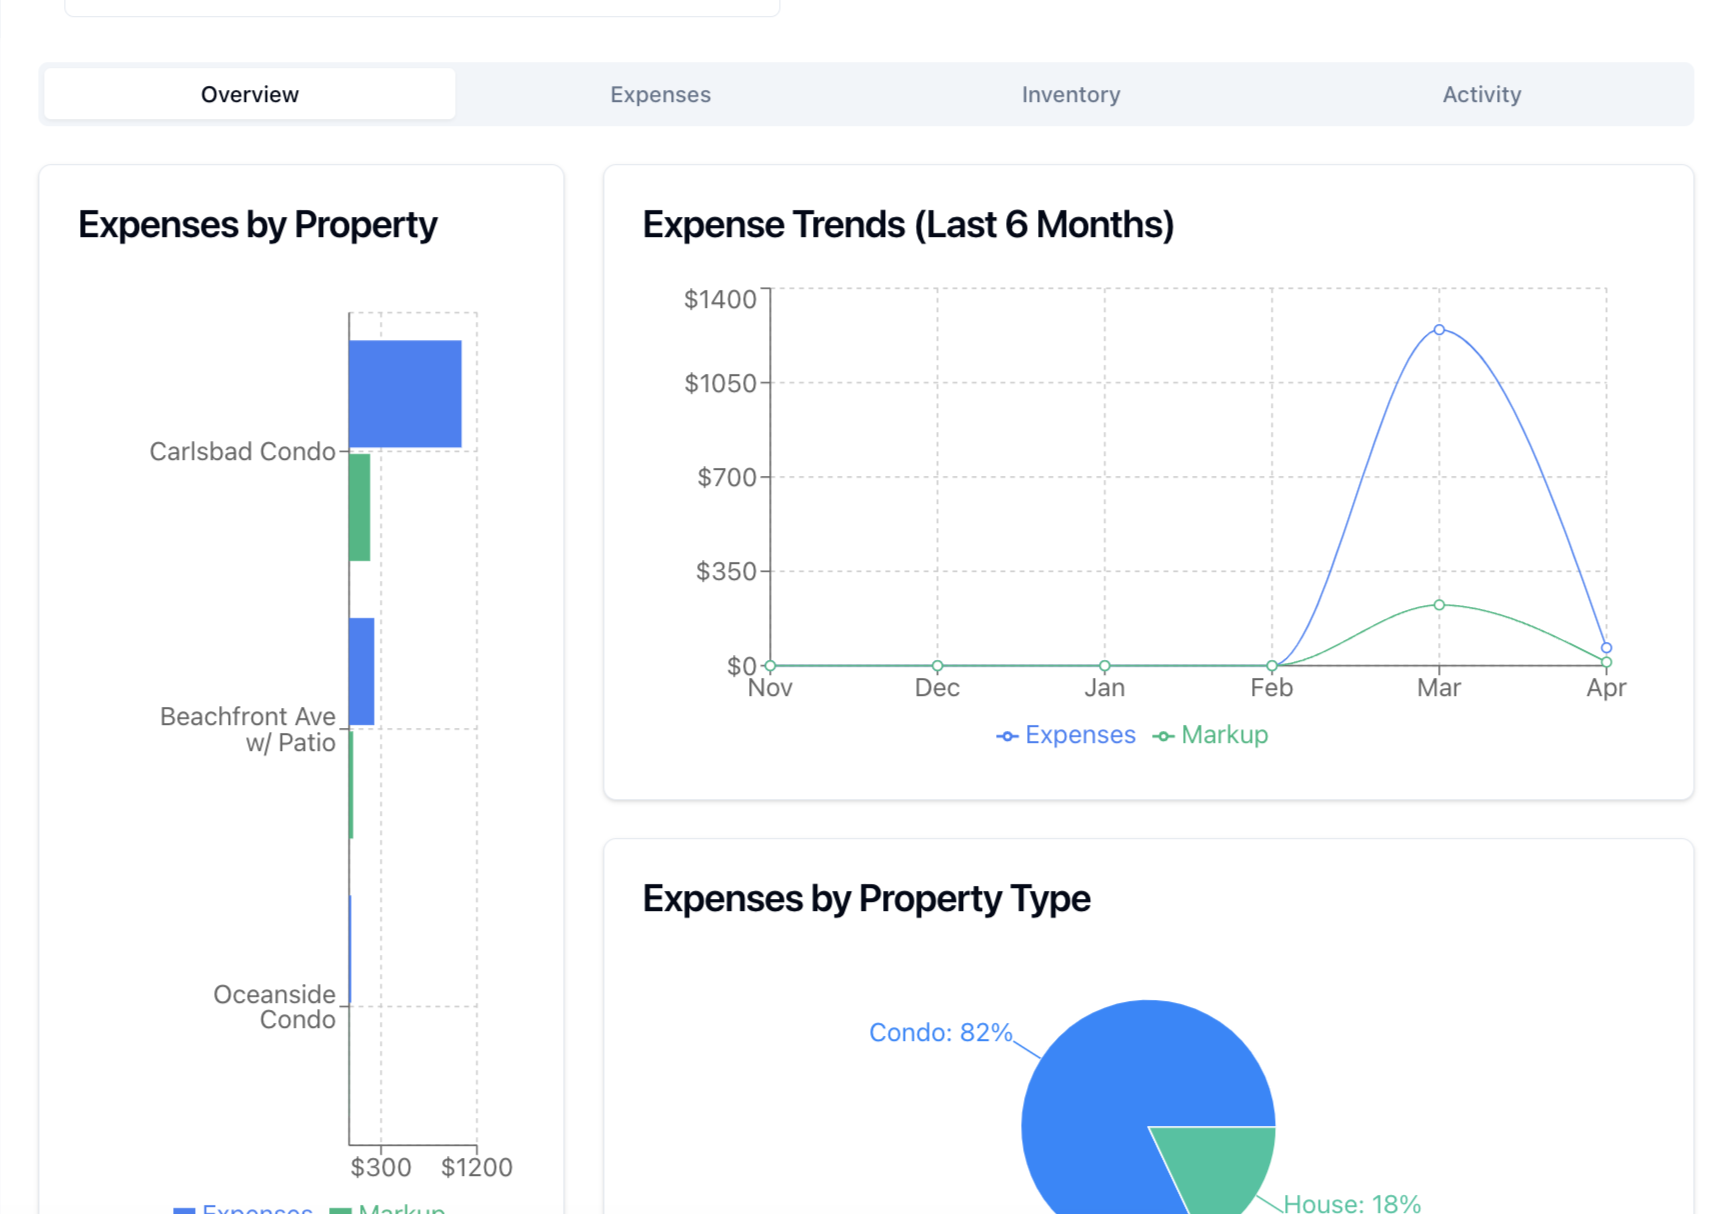 Overview
Expenses
Inventory
Activity
Expenses by Property
Carlsbad Condo
Beachfront Ave
w/ Patio
Oceanside
Condo
$300
$1200
Expenses
Markup
Expense Trends (Last 6 Months)
$1400
$1050
$700
$350
$0
Nov
Dec
Jan
Feb
Mar
Apr
Expenses
Markup
Expenses by Property Type
Condo: 82%
House: 18%